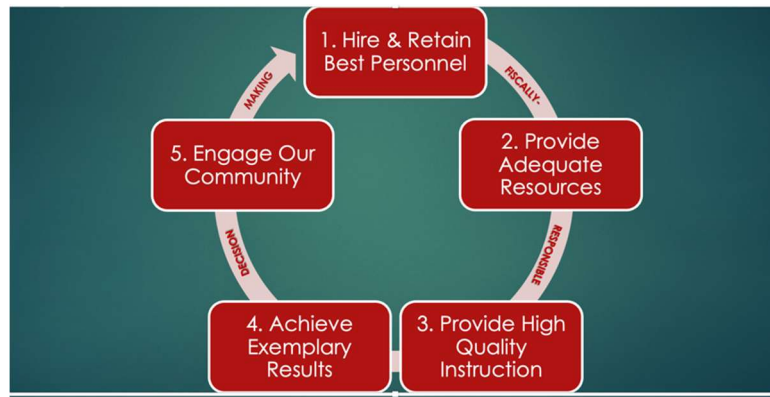 1. Hire & Retain
Best Personnel
FISCALLY-
2. Provide
Adequate
Resources
RESPONSIBLE
3. Provide High
Quality
Instruction
4. Achieve
Exemplary
Results
DECISION
5. Engage Our
Community
MAKING